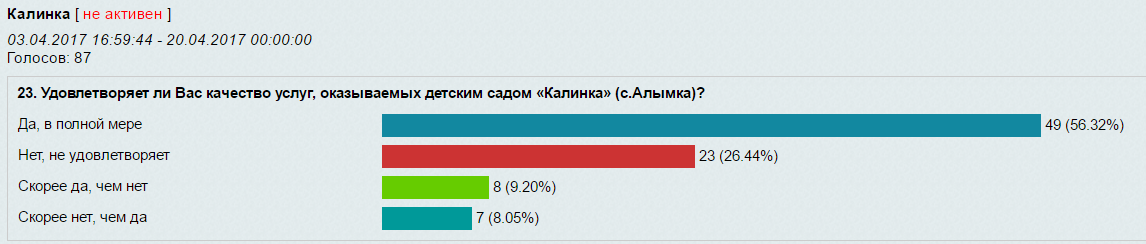 Калинка [ не активен ]
03.04.2017 16:59:44 - 20.04.2017 00:00:00
Голосов: 87
23. Удовлетворяет ли Вас качество услуг, оказываемых детским садом «Калинка» (с.Алымка)?
Да, в полной мере 49 (56.32%)
Нет, не удовлетворяет 23 (26.44%)
Скорее да, чем нет 8 (9.20%)
Скорее нет, чем да 7 (8.05%)